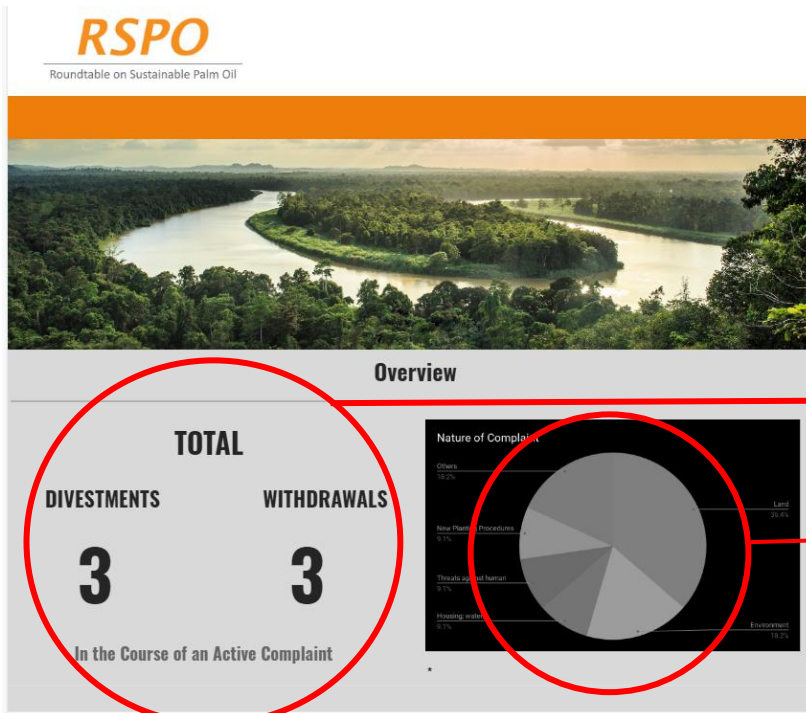 RSPO
Roundtable on Sustainable Palm Oil
Overview
TOTAL
DIVESTMENTS WITHDRAWALS
3 3
In the Course of an Active Complaint
Nature of Complaint
Others
18.2%
New Planting Procedures
9.1%
Threats against human
9.1%
Housing; water
9.1%
Land
36.4%
Environment
18.2%
*